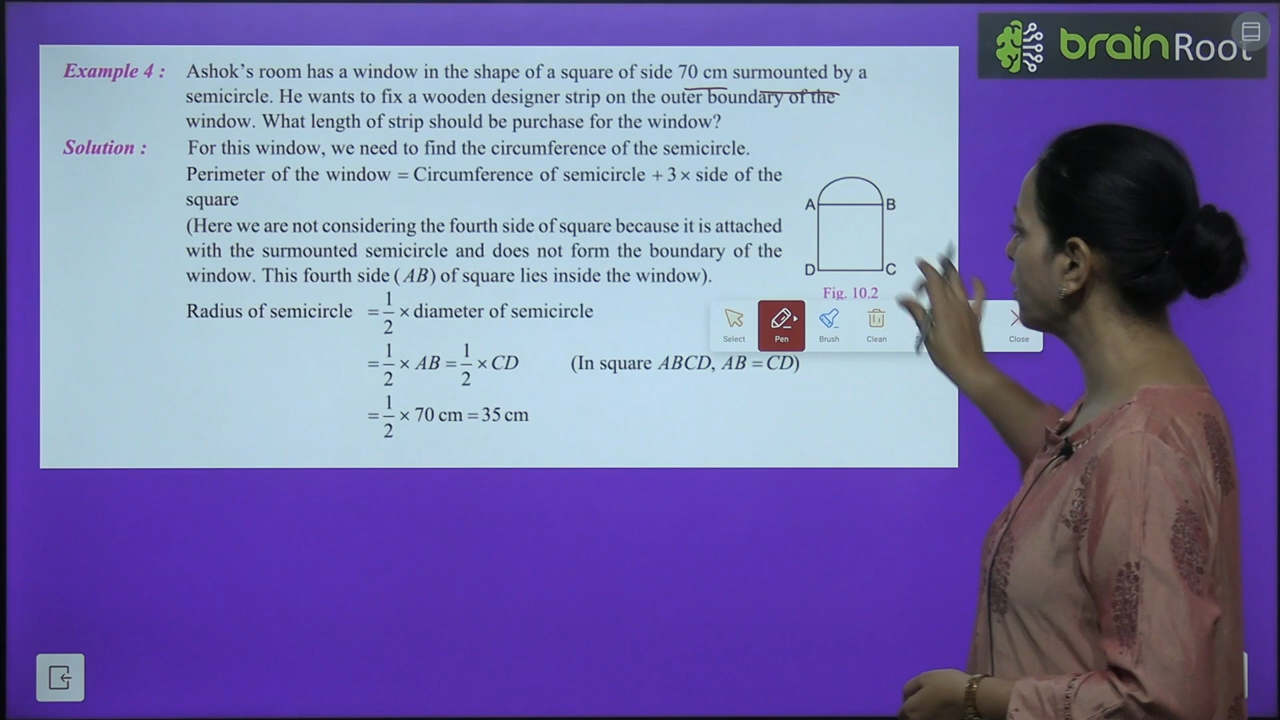 brainRoot
Example 4 : Ashok's room has a window in the shape of a square of side 70 cm surmounted by a
semicircle. He wants to fix a wooden designer strip on the outer boundary of the
window. What length of strip should be purchase for the window?
Solution : For this window, we need to find the circumference of the semicircle.
Perimeter of the window = Circumference of semicircle + 3 × side of the
square
(Here we are not considering the fourth side of square because it is attached
with the surmounted semicircle and does not form the boundary of the
window. This fourth side (AB) of square lies inside the window).
A B
D C
Fig. 10.2
Radius of semicircle = 1/2 × diameter of semicircle
= 1/2 × AB = 1/2 × CD (In square ABCD, AB = CD)
= 1/2 × 70 cm = 35 cm
Select Pen Brush Clean Close